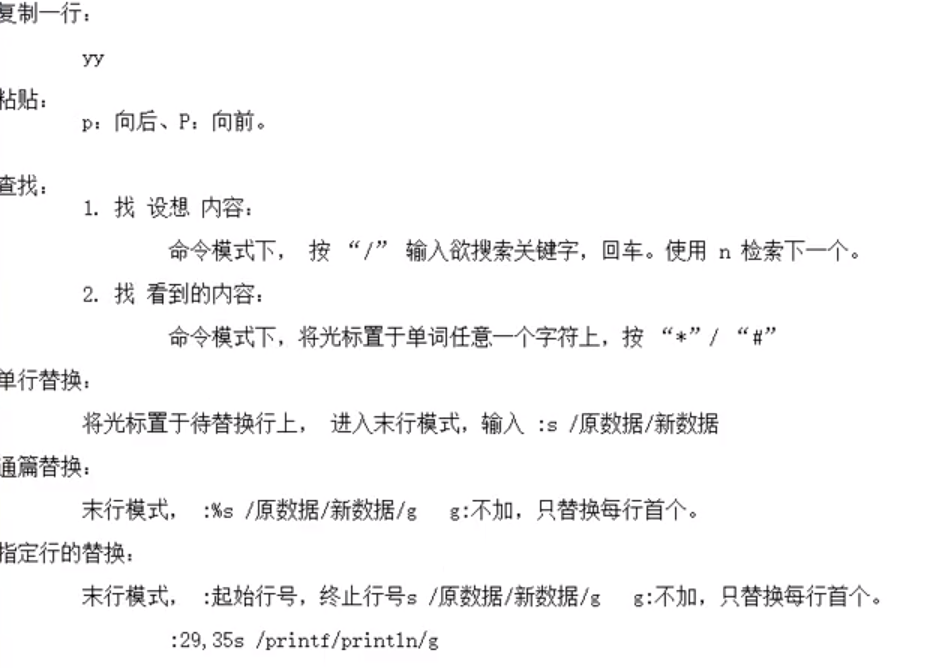 复制一行：
yy
粘贴：
p：向后、P：向前。
查找：
1. 找 设想 内容：
命令模式下， 按 “/” 输入欲搜索关键字，回车。使用 n 检索下一个。
2. 找 看到的内容：
命令模式下，将光标置于单词任意一个字符上，按 “*”/ “#”
单行替换：
将光标置于待替换行上， 进入末行模式，输入 :s /原数据/新数据
通篇替换：
末行模式， :%s /原数据/新数据/g g:不加，只替换每行首个。
指定行的替换：
末行模式， :起始行号，终止行号s /原数据/新数据/g g:不加，只替换每行首个。
:29,35s /printf/println/g